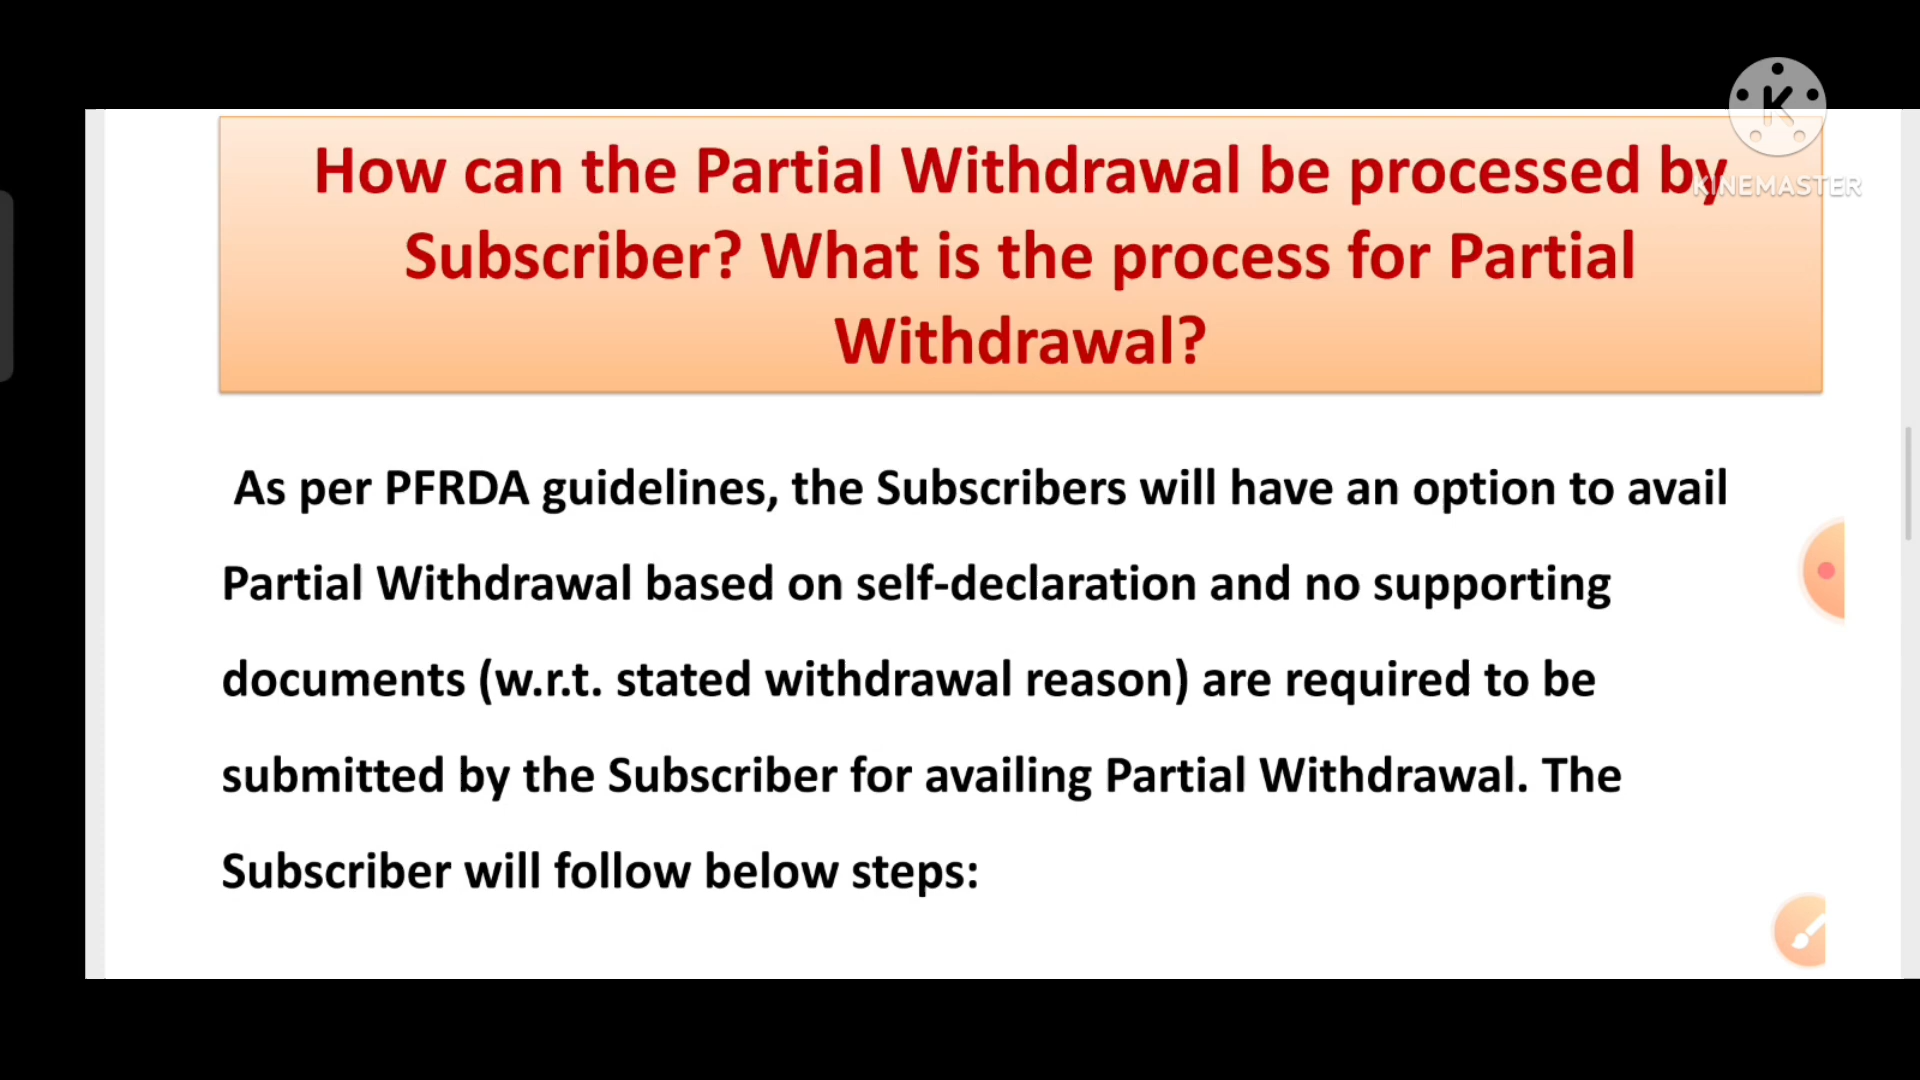 K
KINEMASTER
How can the Partial Withdrawal be processed by
Subscriber? What is the process for Partial
Withdrawal?
As per PFRDA guidelines, the Subscribers will have an option to avail
Partial Withdrawal based on self-declaration and no supporting
documents (w.r.t. stated withdrawal reason) are required to be
submitted by the Subscriber for availing Partial Withdrawal. The
Subscriber will follow below steps: